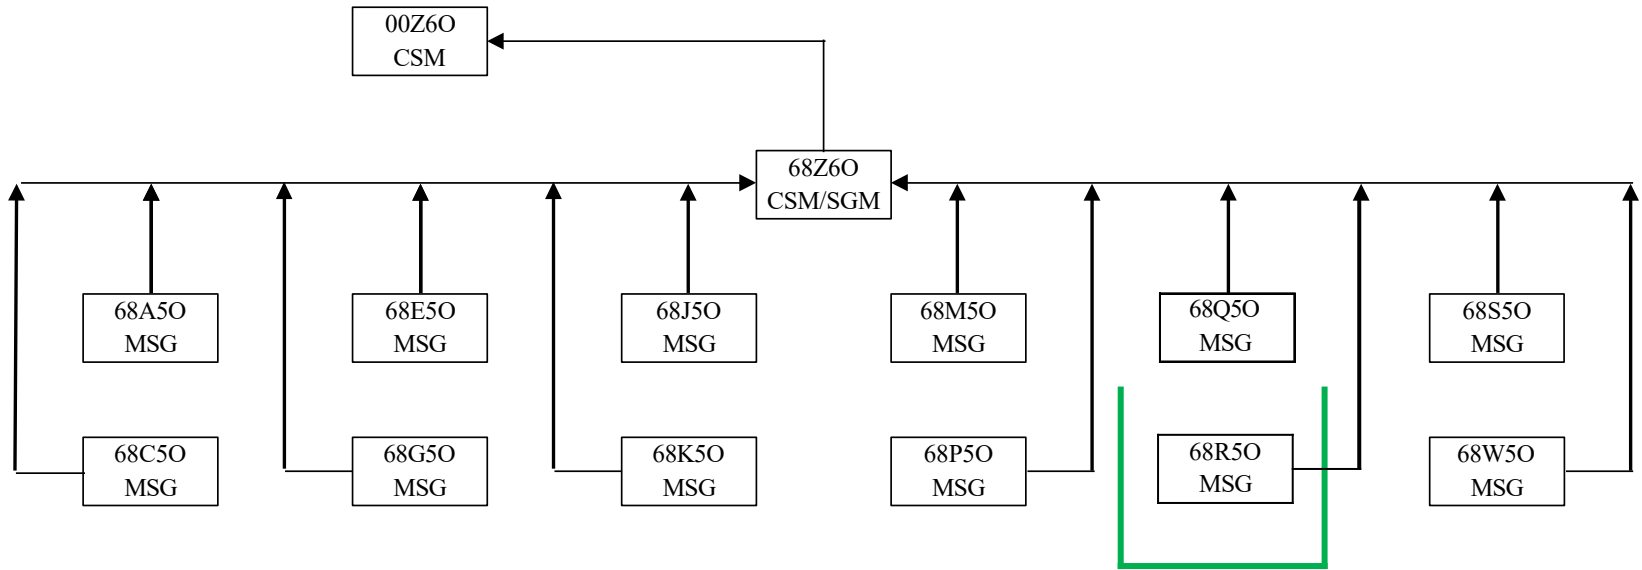 00Z6O
CSM
68Z6O
CSM/SGM
68A5O
MSG
68E5O
MSG
68J5O
MSG
68M5O
MSG
68Q5O
MSG
68S5O
MSG
68C5O
MSG
68G5O
MSG
68K5O
MSG
68P5O
MSG
68R5O
MSG
68W5O
MSG